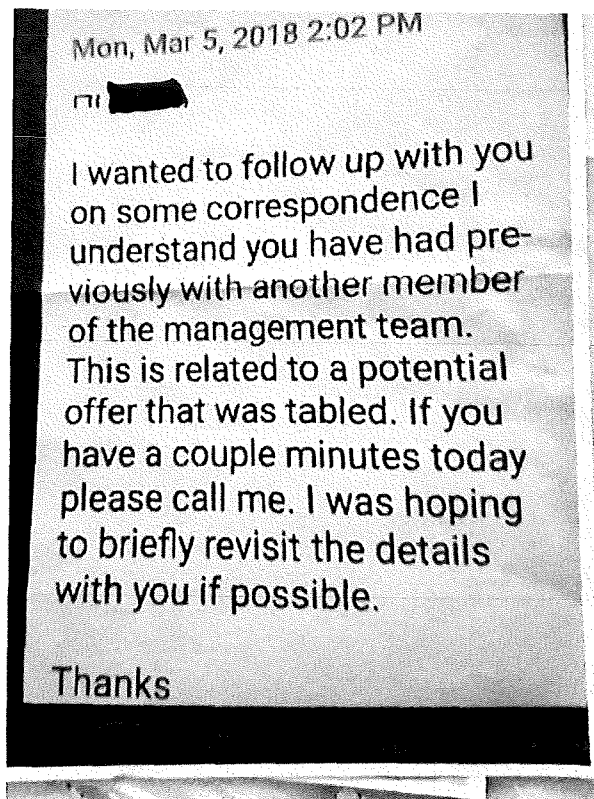 Mon, Mar 5, 2018 2:02 PM
I wanted to follow up with you
on some correspondence I
understand you have had pre-
viously with another member
of the management team.
This is related to a potential
offer that was tabled. If you
have a couple minutes today
please call me. I was hoping
to briefly revisit the details
with you if possible.
Thanks